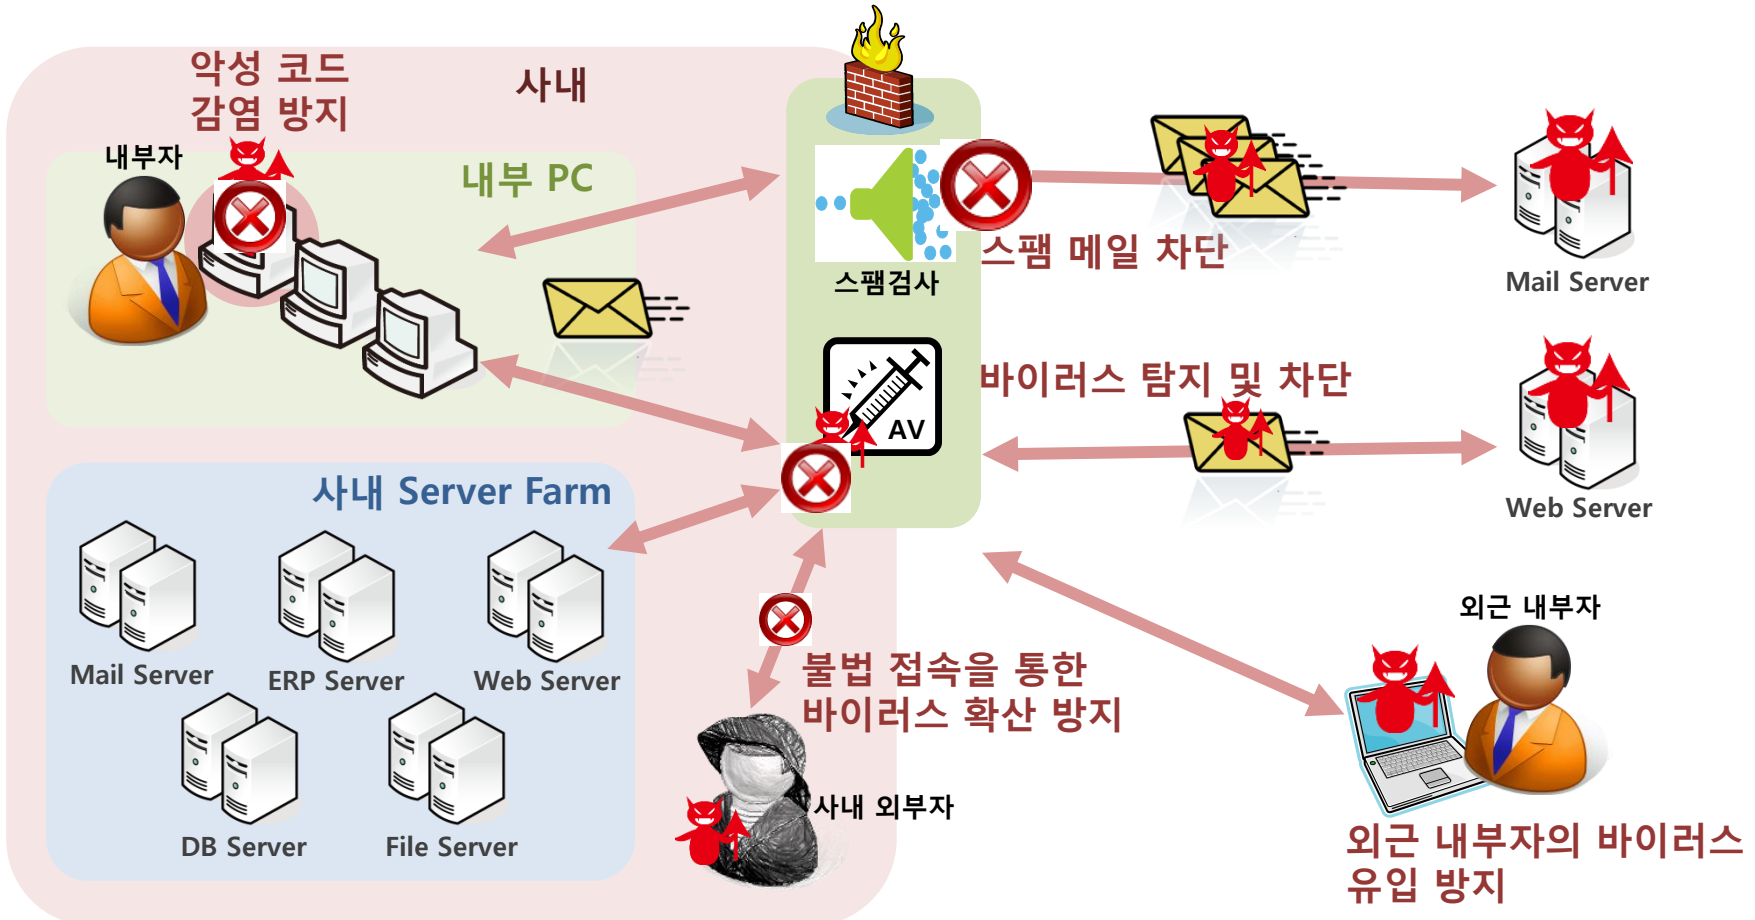 악성 코드
감염 방지
사내
내부자
내부 PC
스팸검사
스팸 메일 차단
Mail Server
AV
바이러스 탐지 및 차단
Web Server
사내 Server Farm
Mail Server
ERP Server
Web Server
DB Server
File Server
불법 접속을 통한
바이러스 확산 방지
사내 외부자
외근 내부자
외근 내부자의 바이러스
유입 방지